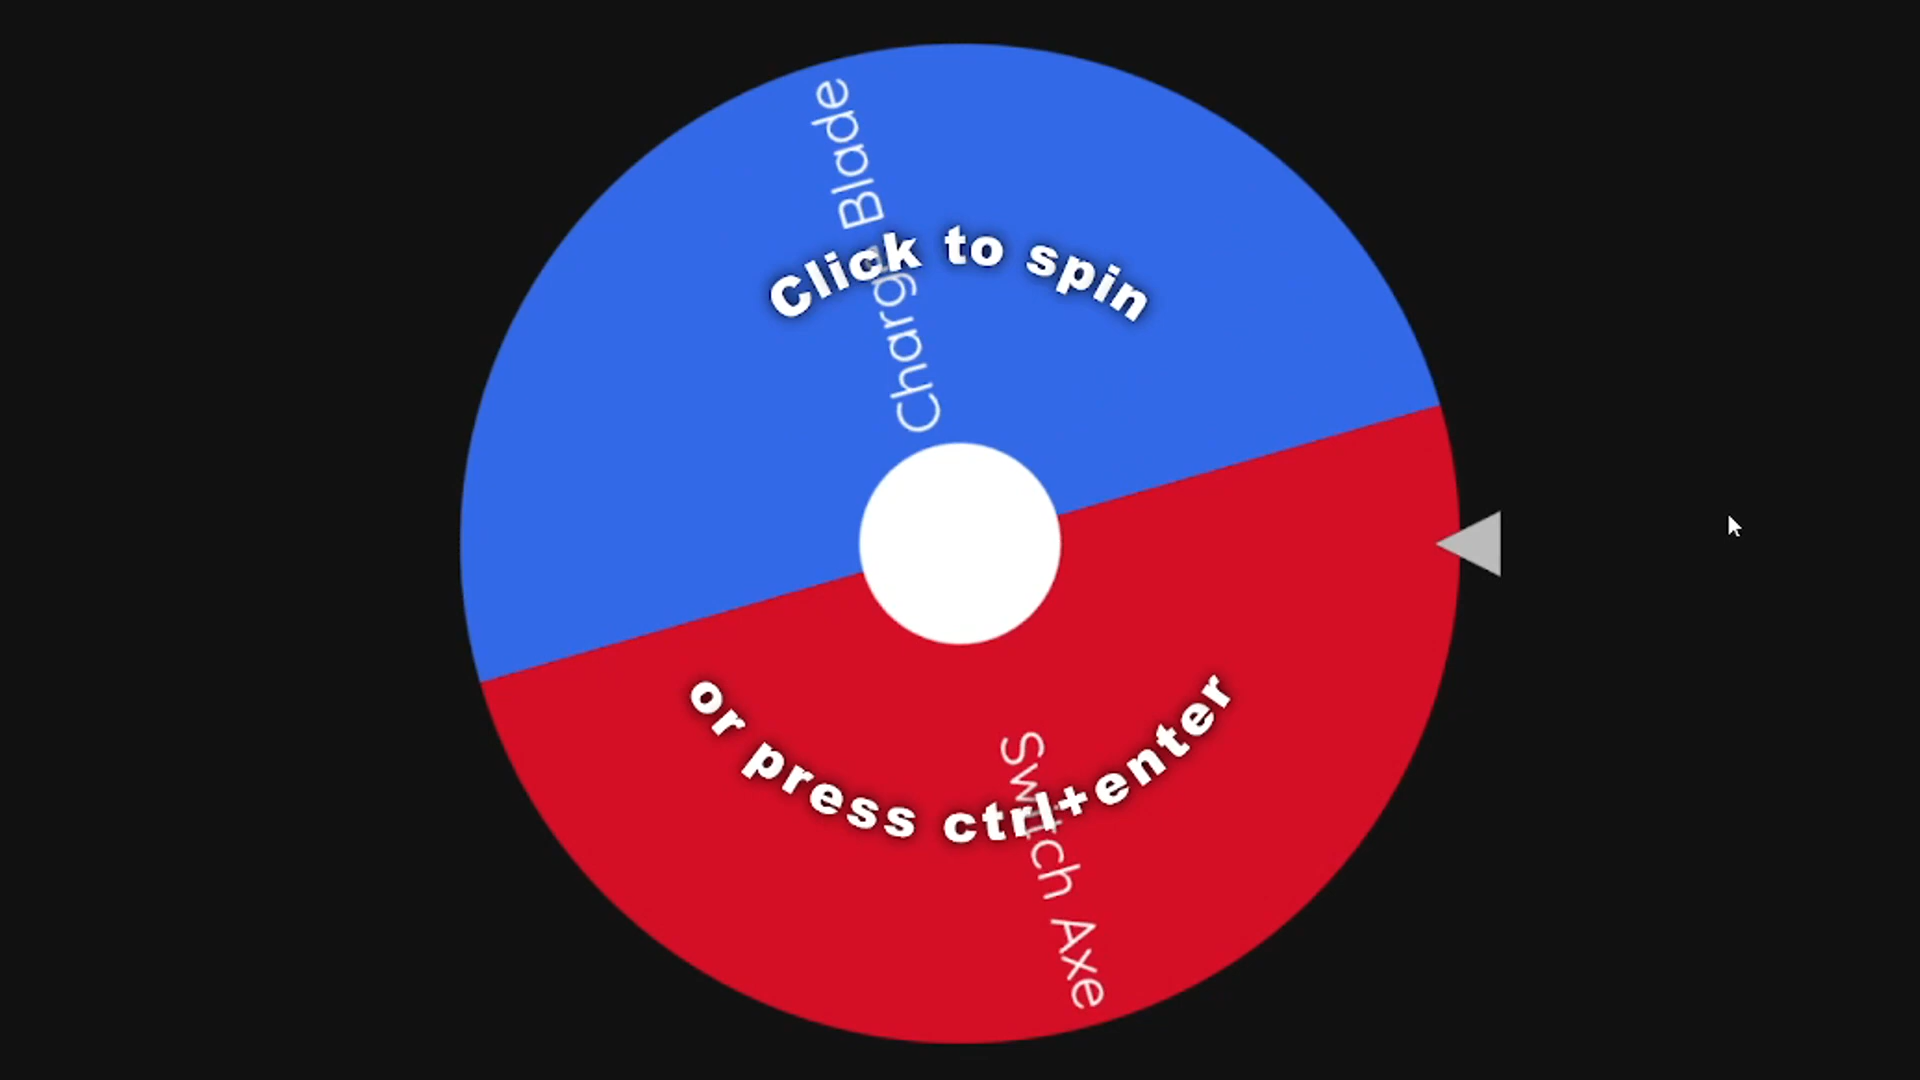 Charge Blade
Click to spin
or press ctrl+enter
Switch Axe